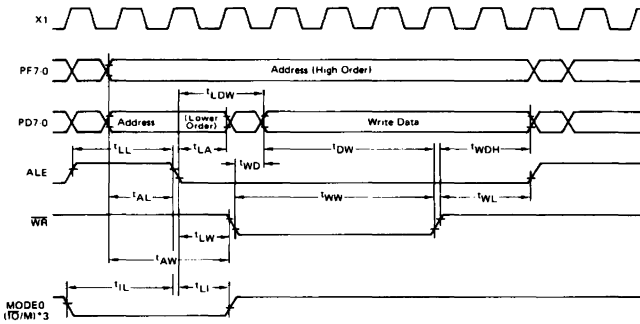 X1
PF7-0
Address (High Order)
tLDW
PD7-0
Address
(Lower
Order)
Write Data
tLL
tLA
tWD
tDW
tWDH
ALE
tAL
tWW
tWL
WR
tLW
tAW
tIL
tLI
MODE0
(IO/M)*3